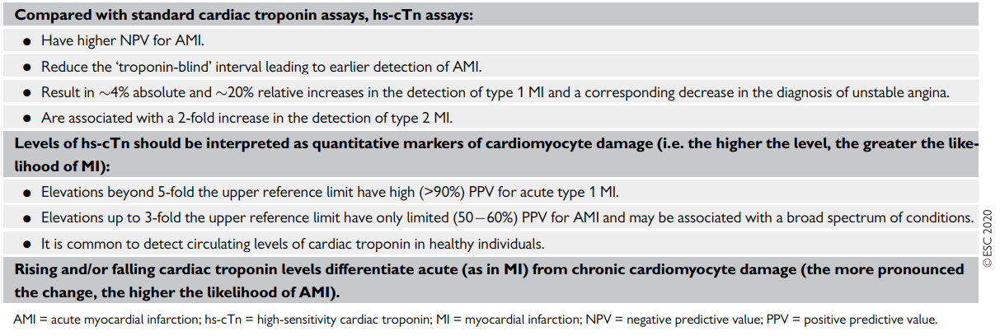 Compared with standard cardiac troponin assays, hs-cTn assays:
● Have higher NPV for AMI.
● Reduce the ‘troponin-blind’ interval leading to earlier detection of AMI.
● Result in ∼4% absolute and ∼20% relative increases in the detection of type 1 MI and a corresponding decrease in the diagnosis of unstable angina.
● Are associated with a 2-fold increase in the detection of type 2 MI.
Levels of hs-cTn should be interpreted as quantitative markers of cardiomyocyte damage (i.e. the higher the level, the greater the like-
lihood of MI):
● Elevations beyond 5-fold the upper reference limit have high (>90%) PPV for acute type 1 MI.
● Elevations up to 3-fold the upper reference limit have only limited (50−60%) PPV for AMI and may be associated with a broad spectrum of conditions.
● It is common to detect circulating levels of cardiac troponin in healthy individuals.
Rising and/or falling cardiac troponin levels differentiate acute (as in MI) from chronic cardiomyocyte damage (the more pronounced
the change, the higher the likelihood of AMI).
© ESC 2020
AMI = acute myocardial infarction; hs-cTn = high-sensitivity cardiac troponin; MI = myocardial infarction; NPV = negative predictive value; PPV = positive predictive value.